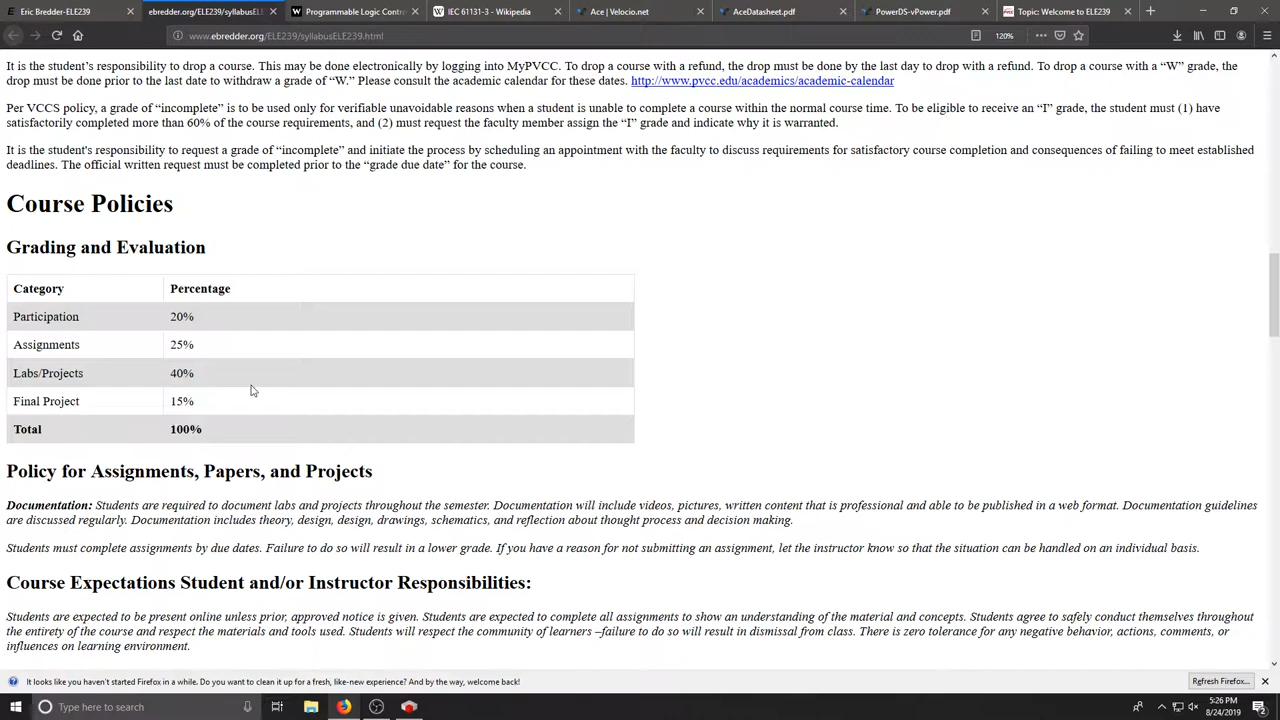 Eric Bredder-ELE239
ebredder.org/ELE239/syllabusELE
Programmable Logic Contr
IEC 61131-3 - Wikipedia
Ace | Velocio.net
AceDatasheet.pdf
PowerDS-vPower.pdf
Topic: Welcome to ELE239
www.ebredder.org/ELE239/syllabusELE239.html
120%
It is the student’s responsibility to drop a course. This may be done electronically by logging into MyPVCC. To drop a course with a refund, the drop must be done by the last day to drop with a refund. To drop a course with a “W” grade, the
drop must be done prior to the last date to withdraw a grade of “W.” Please consult the academic calendar for these dates. http://www.pvcc.edu/academics/academic-calendar
Per VCCS policy, a grade of “incomplete” is to be used only for verifiable unavoidable reasons when a student is unable to complete a course within the normal course time. To be eligible to receive an “I” grade, the student must (1) have
satisfactorily completed more than 60% of the course requirements, and (2) must request the faculty member assign the “I” grade and indicate why it is warranted.
It is the student's responsibility to request a grade of “incomplete” and initiate the process by scheduling an appointment with the faculty to discuss requirements for satisfactory course completion and consequences of failing to meet established
deadlines. The official written request must be completed prior to the “grade due date” for the course.
Course Policies
Grading and Evaluation
Category Percentage
Participation 20%
Assignments 25%
Labs/Projects 40%
Final Project 15%
Total 100%
Policy for Assignments, Papers, and Projects
Documentation: Students are required to document labs and projects throughout the semester. Documentation will include videos, pictures, written content that is professional and able to be published in a web format. Documentation guidelines
are discussed regularly. Documentation includes theory, design, design, drawings, schematics, and reflection about thought process and decision making.
Students must complete assignments by due dates. Failure to do so will result in a lower grade. If you have a reason for not submitting an assignment, let the instructor know so that the situation can be handled on an individual basis.
Course Expectations Student and/or Instructor Responsibilities:
Students are expected to be present online unless prior, approved notice is given. Students are expected to complete all assignments to show an understanding of the material and concepts. Students agree to safely conduct themselves throughout
the entirety of the course and respect the materials and tools used. Students will respect the community of learners –failure to do so will result in dismissal from class. There is zero tolerance for any negative behavior, actions, comments, or
influences on learning environment.
It looks like you haven't started Firefox in a while. Do you want to clean it up for a fresh, like-new experience? And by the way, welcome back!
Refresh Firefox...
Type here to search
5:26 PM
8/24/2019
2